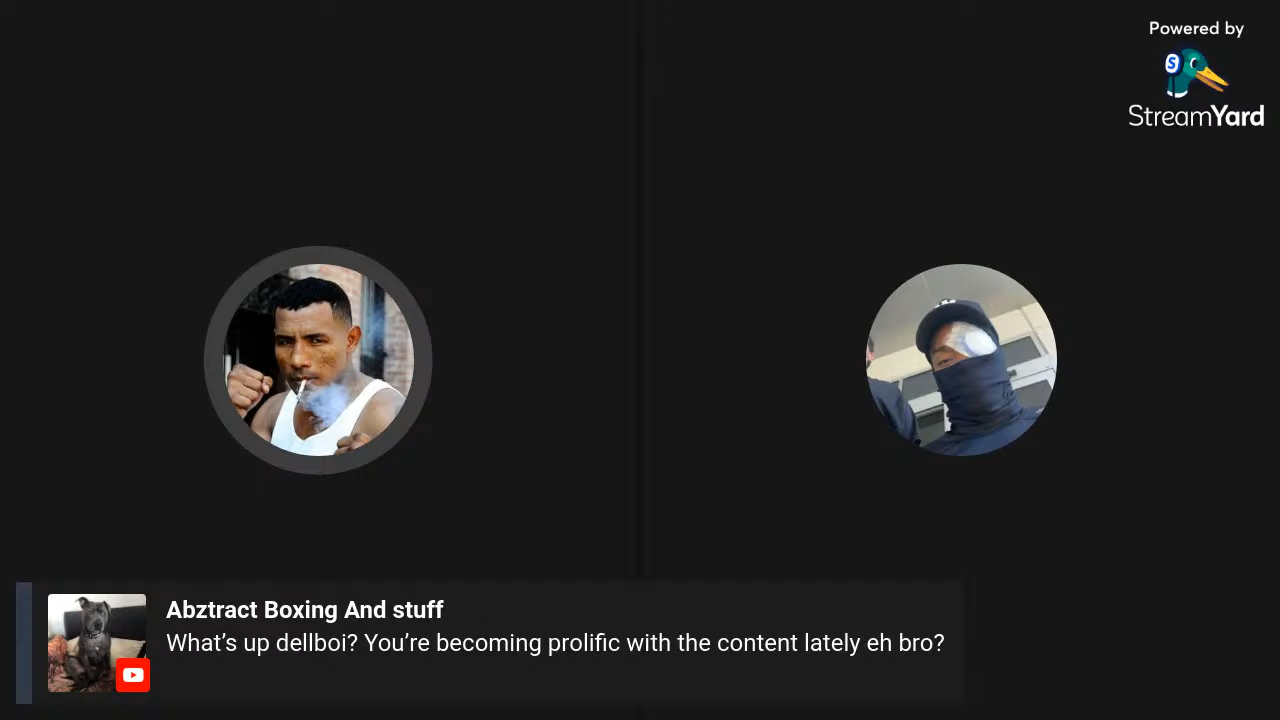 Powered by
S
StreamYard
Abztract Boxing And stuff
What’s up dellboi? You’re becoming prolific with the content lately eh bro?